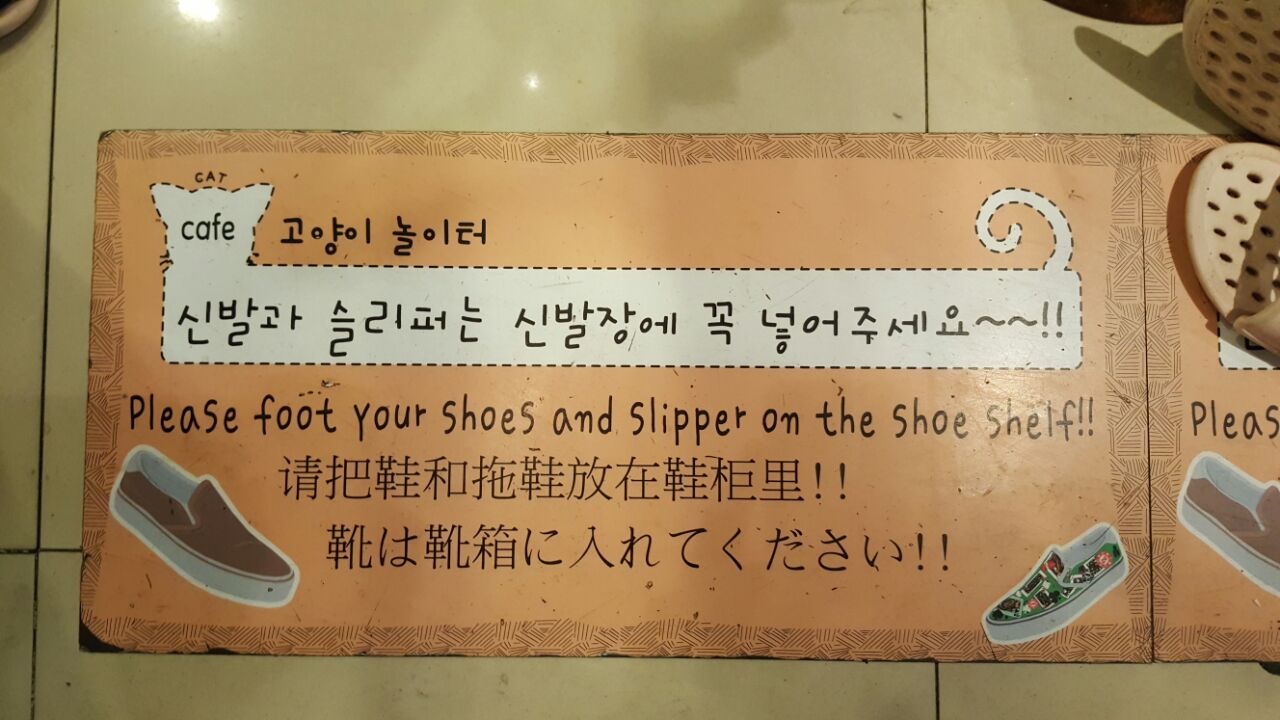 CAT
cafe 고양이 놀이터
신발과 슬리퍼는 신발장에 꼭 넣어주세요~~!!
Please foot your shoes and slipper on the shoe shelf!!
请把鞋和拖鞋放在鞋柜里!!
靴は靴箱に入れてください!!
Pleas